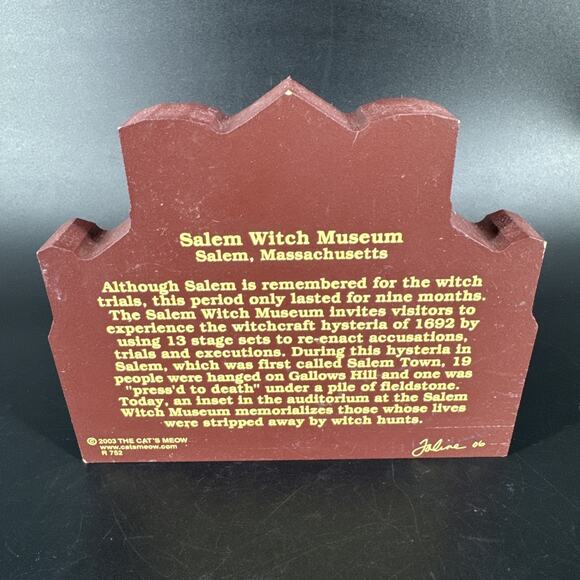 Salem Witch Museum
Salem, Massachusetts
Although Salem is remembered for the witch
trials, this period only lasted for nine months.
The Salem Witch Museum invites visitors to
experience the witchcraft hysteria of 1692 by
using 13 stage sets to re-enact accusations,
trials and executions. During this hysteria in
Salem, which was first called Salem Town, 19
people were hanged on Gallows Hill and one was
"press'd to death" under a pile of fieldstone.
Today, an inset in the auditorium at the Salem
Witch Museum memorializes those whose lives
were stripped away by witch hunts.
© 2003 THE CAT'S MEOW
www.catsmeow.com
R 752
Faline 06